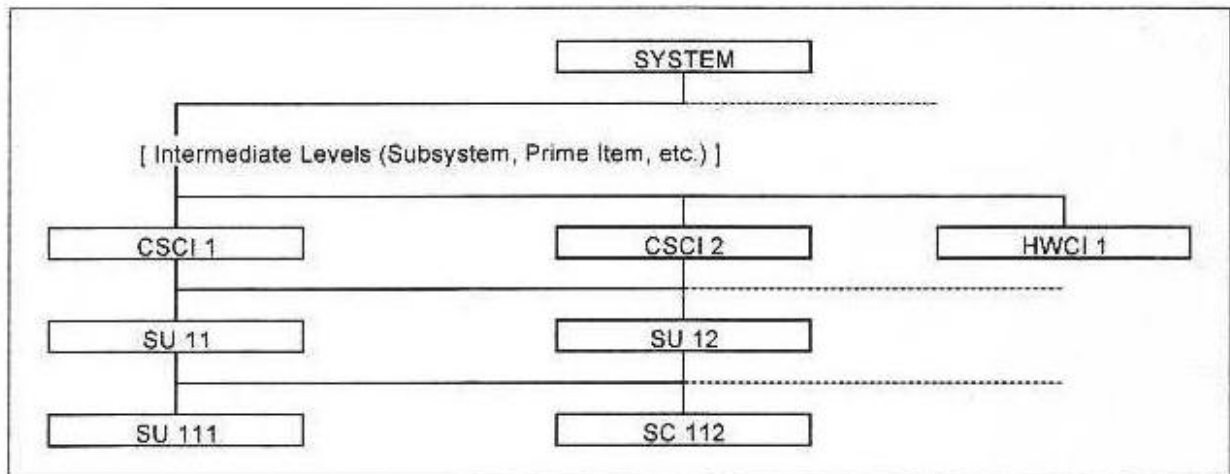 SYSTEM
[ Intermediate Levels (Subsystem, Prime Item, etc.) ]
CSCI 1
CSCI 2
HWCI 1
SU 11
SU 12
SU 111
SC 112